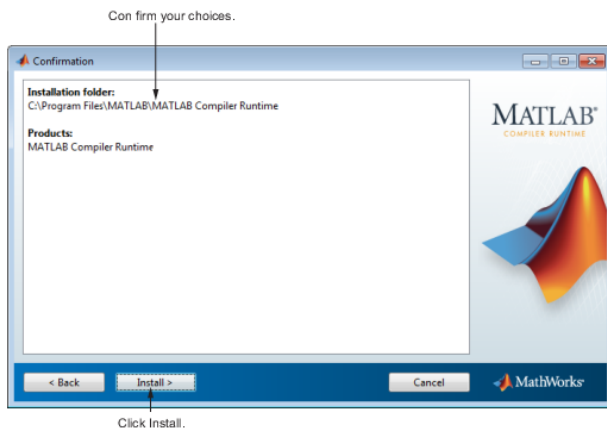 Con firm your choices.
Confirmation
Installation folder:
C:\Program Files\MATLAB\MATLAB Compiler Runtime
Products:
MATLAB Compiler Runtime
MATLAB®
COMPILER RUNTIME
< Back
Install >
Cancel
MathWorks®
Click Install.